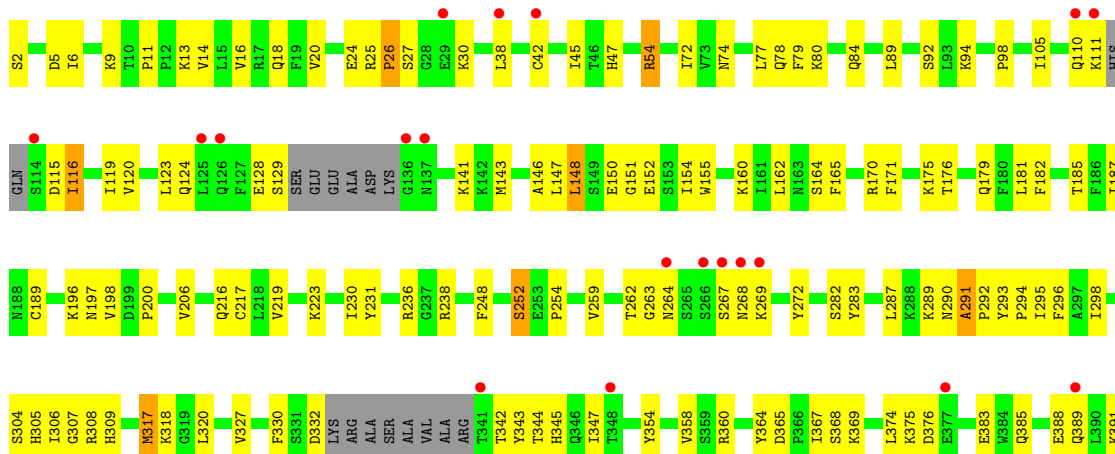 S2 D5 I6 K9 T10 P11 P12 K13 V14 L15 V16 R17 Q18 F19 V20 E24 R25 P26 S27 G28 E29 K30 L38 C42 I45 T46 H47 R54 I72 V73 N74 L77 Q78 F79 K80 Q84 L89 S92 L93 K94 P98 I105 Q110 K111 HIS
GLN S114 D115 I116 I119 V120 L123 Q124 L125 Q126 F127 E128 S129 SER GLU GLU ALA ASP LYS G136 N137 K141 K142 M143 A146 L147 L148 S149 E150 G151 E152 S153 I154 W155 K160 I161 L162 N163 S164 F165 R170 F171 K175 T176 Q179 F180 L181 F182 T185 F186 I187
N188 C189 K196 N197 V198 D199 P200 V206 Q216 C217 L218 V219 K223 I230 Y231 R236 G237 R238 F248 S252 E253 P254 V259 T262 G263 N264 S265 S266 S267 N268 K269 Y272 S282 Y283 L287 K288 K289 N290 A291 P292 Y293 P294 I295 F296 A297 I298
S304 H305 I306 G307 R308 H309 M317 K318 G319 L320 V327 F330 S331 D332 LYS ARG ALA SER ALA VAL ALA ARG T341 T342 Y343 T344 H345 Q346 I347 T348 Y354 V358 S359 R360 Y364 D365 P366 I367 S368 K369 L374 K375 D376 E377 E383 W384 Q385 E388 Q389 L390 K391